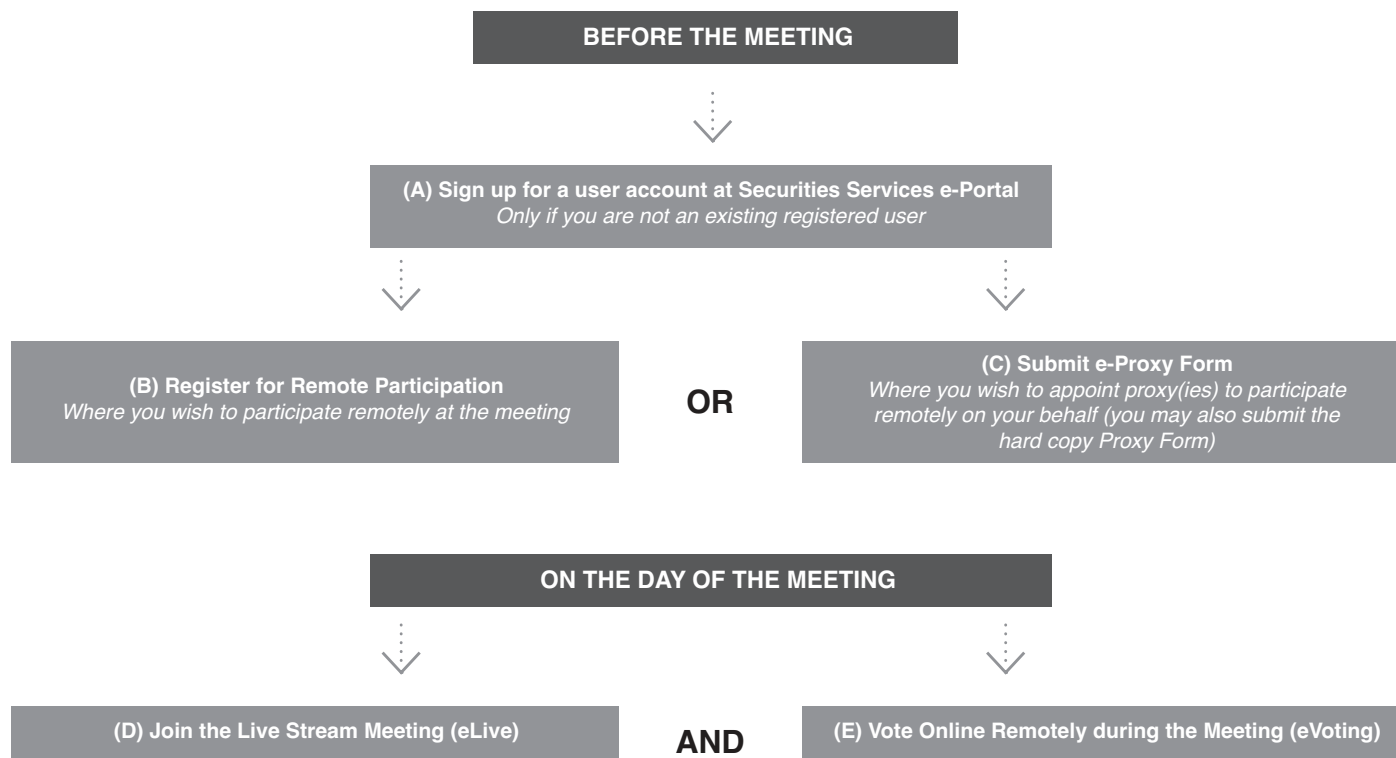 BEFORE THE MEETING
(A) Sign up for a user account at Securities Services e-Portal
Only if you are not an existing registered user
(B) Register for Remote Participation
Where you wish to participate remotely at the meeting
OR
(C) Submit e-Proxy Form
Where you wish to appoint proxy(ies) to participate
remotely on your behalf (you may also submit the
hard copy Proxy Form)
ON THE DAY OF THE MEETING
(D) Join the Live Stream Meeting (eLive)
AND
(E) Vote Online Remotely during the Meeting (eVoting)